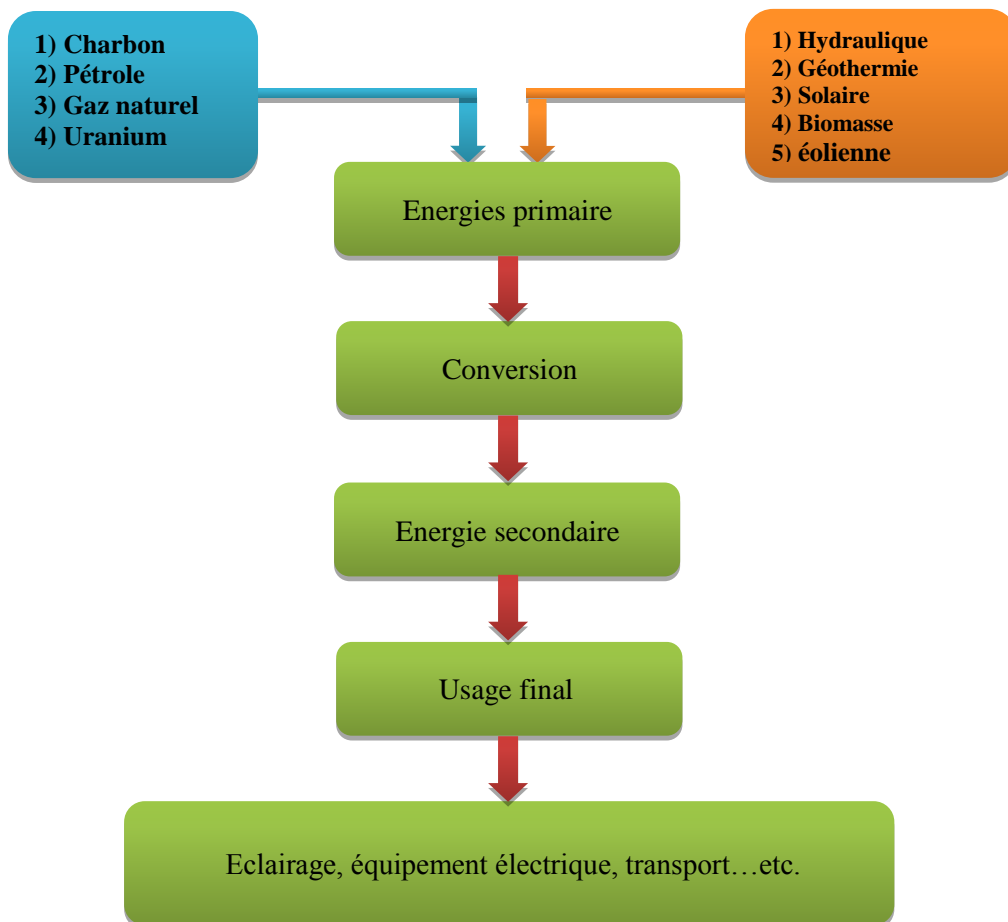 1) Charbon
2) Pétrole
3) Gaz naturel
4) Uranium
1) Hydraulique
2) Géothermie
3) Solaire
4) Biomasse
5) éolienne
Energies primaire
Conversion
Energie secondaire
Usage final
Eclairage, équipement électrique, transport…etc.